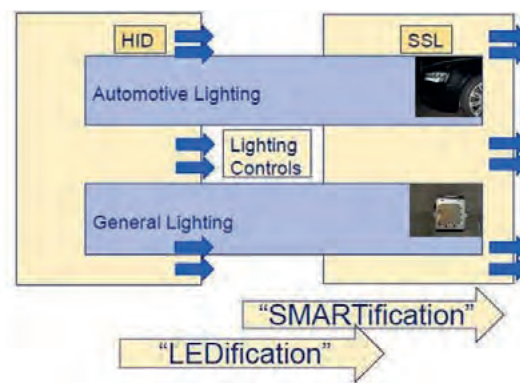 HID
SSL
Automotive Lighting
Lighting
Controls
General Lighting
“SMARTification”
“LEDification”